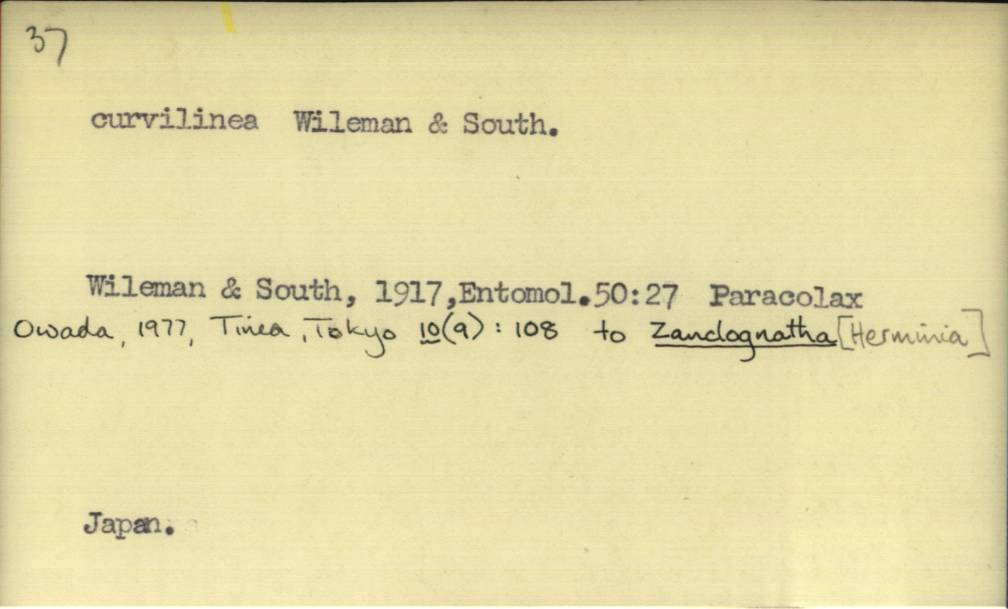 37
curvilinea Wileman & South.
Wileman & South, 1917,Entomol.50:27 Paracolax
Owada, 1977, Tinea, Tokyo 10(9): 108 to Zanclognatha [Herminia]
Japan.